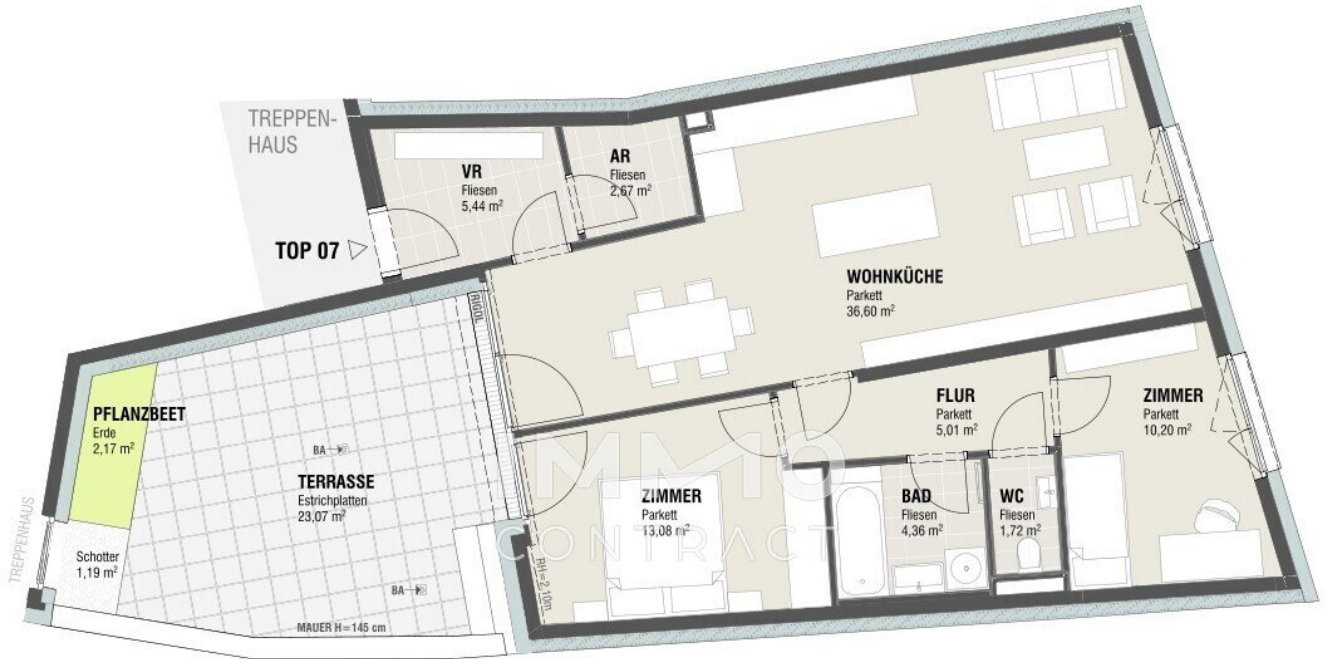 TREPPEN-
HAUS
VR
Fliesen
5,44 m²
AR
Fliesen
2,67 m²
TOP 07
WOHNKÜCHE
Parkett
36,60 m²
RIGOL
PFLANZBEET
Erde
2,17 m²
BA
TERRASSE
Estrichplatten
23,07 m²
FLUR
Parkett
5,01 m²
ZIMMER
Parkett
10,20 m²
ZIMMER
Parkett
13,08 m²
BAD
Fliesen
4,36 m²
WC
Fliesen
1,72 m²
IMMO
CONTRACT
TREPPENHAUS
Schotter
1,19 m²
BA
RH=2,10m
MAUER H=145 cm